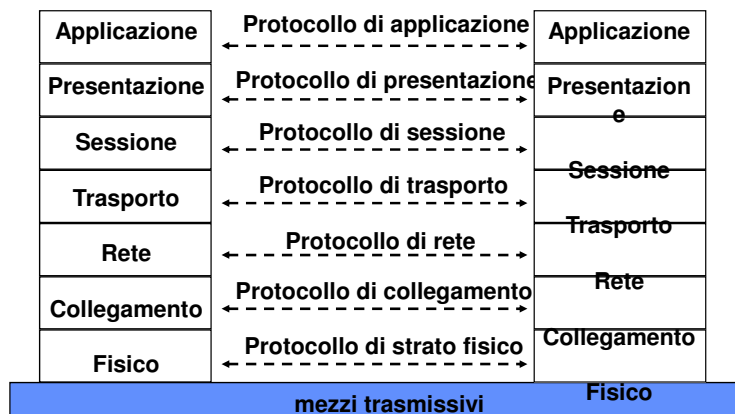 Applicazione Protocollo di applicazione Applicazione
Presentazione Protocollo di presentazione Presentazion
e
Sessione Protocollo di sessione
Sessione
Trasporto Protocollo di trasporto
Trasporto
Rete Protocollo di rete
Rete
Collegamento Protocollo di collegamento
Collegamento
Fisico Protocollo di strato fisico
Fisico
mezzi trasmissivi